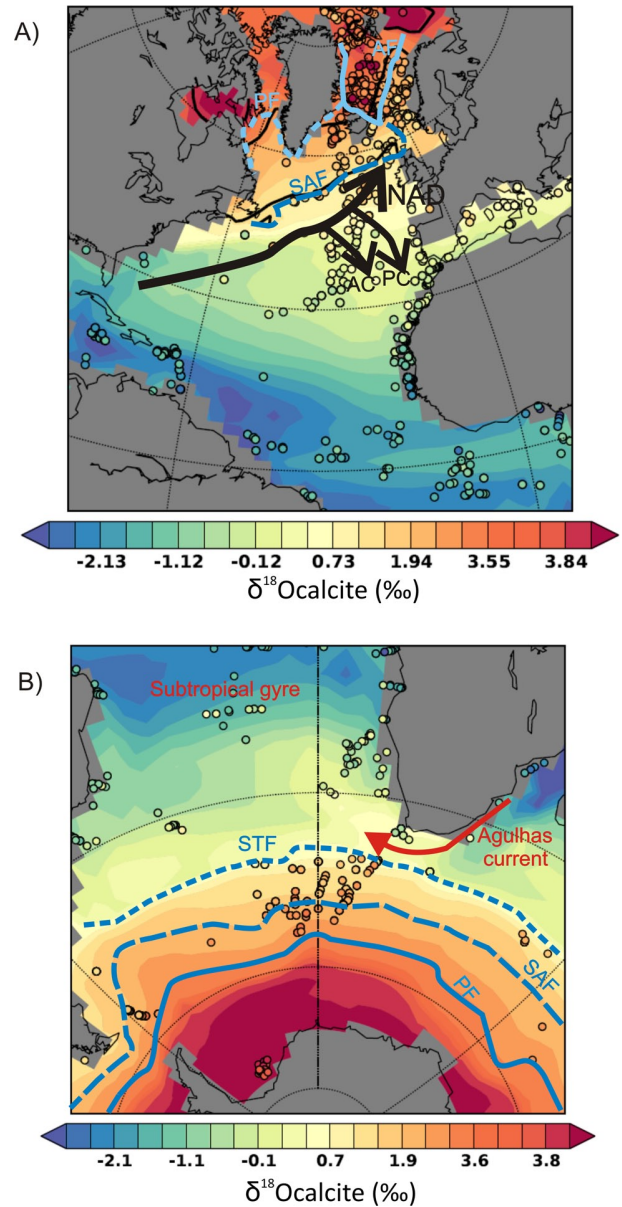 A)
AF
PF
SAF
NAD
AC
PC
-2.13 -1.12 -0.12 0.73 1.94 3.55 3.84
δ¹⁸Ocalcite (‰)
B)
Subtropical gyre
STF
Agulhas
current
SAF
PF
-2.1 -1.1 -0.1 0.7 1.9 3.6 3.8
δ¹⁸Ocalcite (‰)